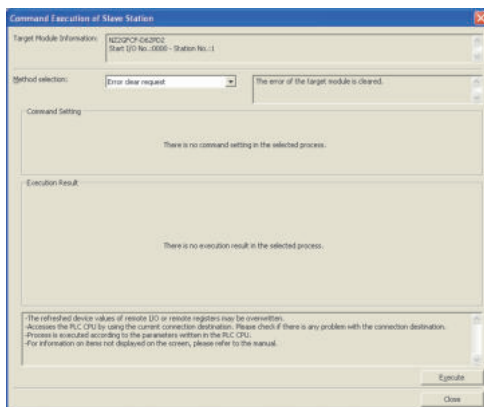 Command Execution of Slave Station
Target Module Information:
NZ2GFCF-D62PD2
Start I/O No.:0000 - Station No.:1
Method selection:
Error clear request
The error of the target module is cleared.
Command Setting
There is no command setting in the selected process.
Execution Result
There is no execution result in the selected process.
-The refreshed device values of remote I/O or remote registers may be overwritten.
-Accesses the PLC CPU by using the current connection destination. Please check if there is any problem with the connection destination.
-Process is executed according to the parameters written in the PLC CPU.
-For information on items not displayed on the screen, please refer to the manual.
Execute
Close